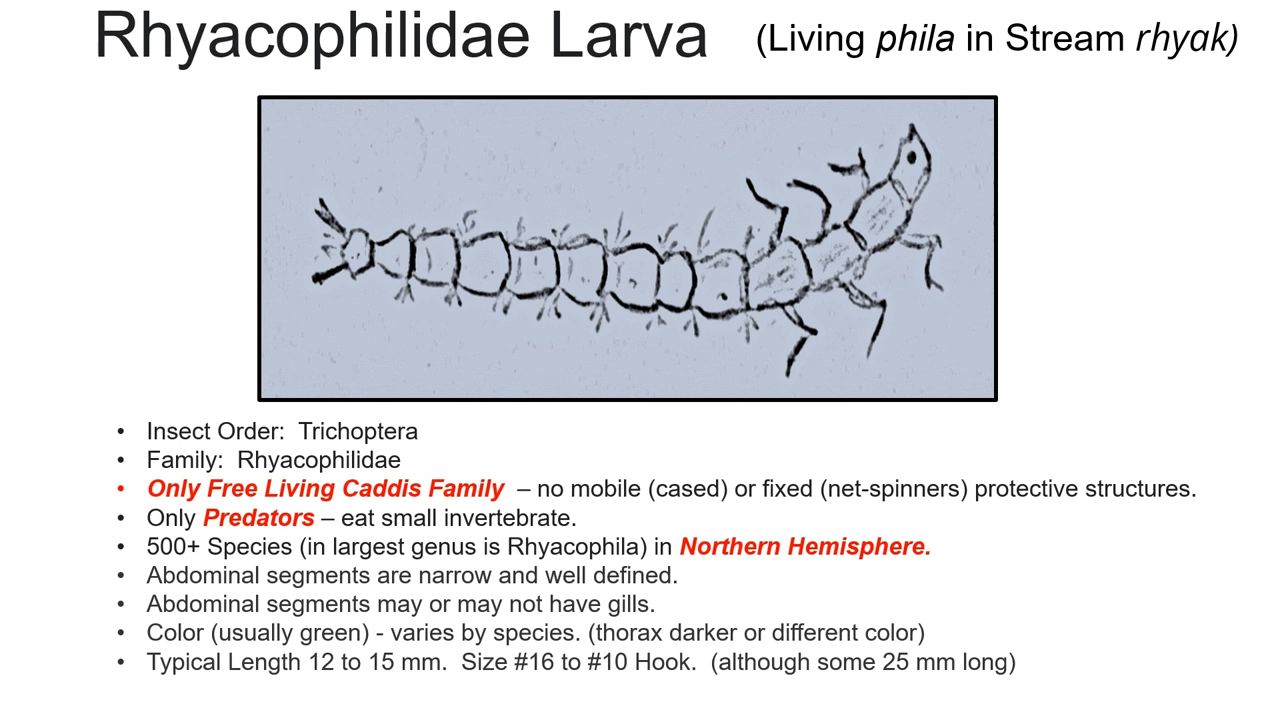 Rhyacophilidae Larva (Living phila in Stream rhyak)
• Insect Order: Trichoptera
• Family: Rhyacophilidae
• Only Free Living Caddis Family – no mobile (cased) or fixed (net-spinners) protective structures.
• Only Predators – eat small invertebrate.
• 500+ Species (in largest genus is Rhyacophila) in Northern Hemisphere.
• Abdominal segments are narrow and well defined.
• Abdominal segments may or may not have gills.
• Color (usually green) - varies by species. (thorax darker or different color)
• Typical Length 12 to 15 mm. Size #16 to #10 Hook. (although some 25 mm long)